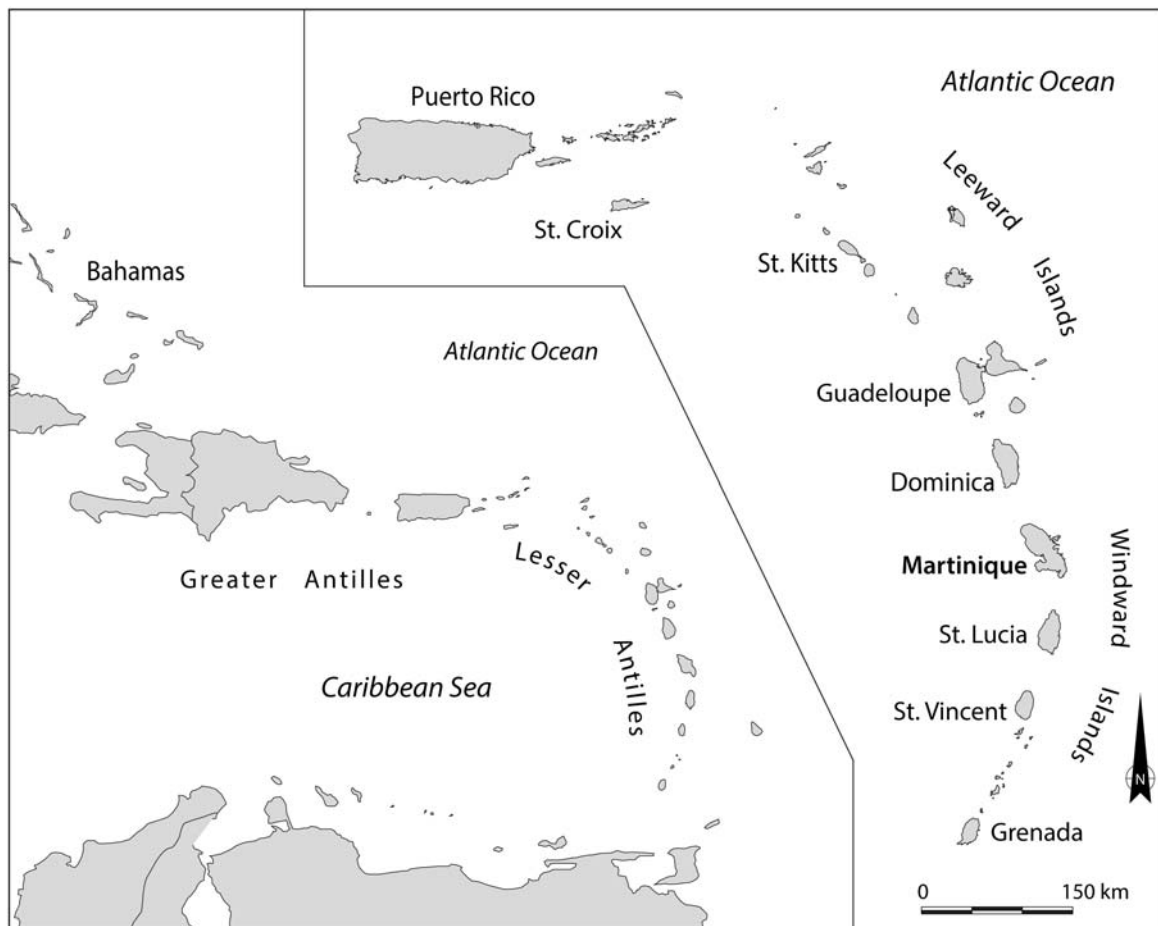 Puerto Rico
Atlantic Ocean
Leeward
Islands
St. Croix
St. Kitts
Bahamas
Atlantic Ocean
Guadeloupe
Dominica
Lesser
Antilles
Greater Antilles
Martinique
Windward
Islands
St. Lucia
Caribbean Sea
St. Vincent
N
Grenada
0 150 km